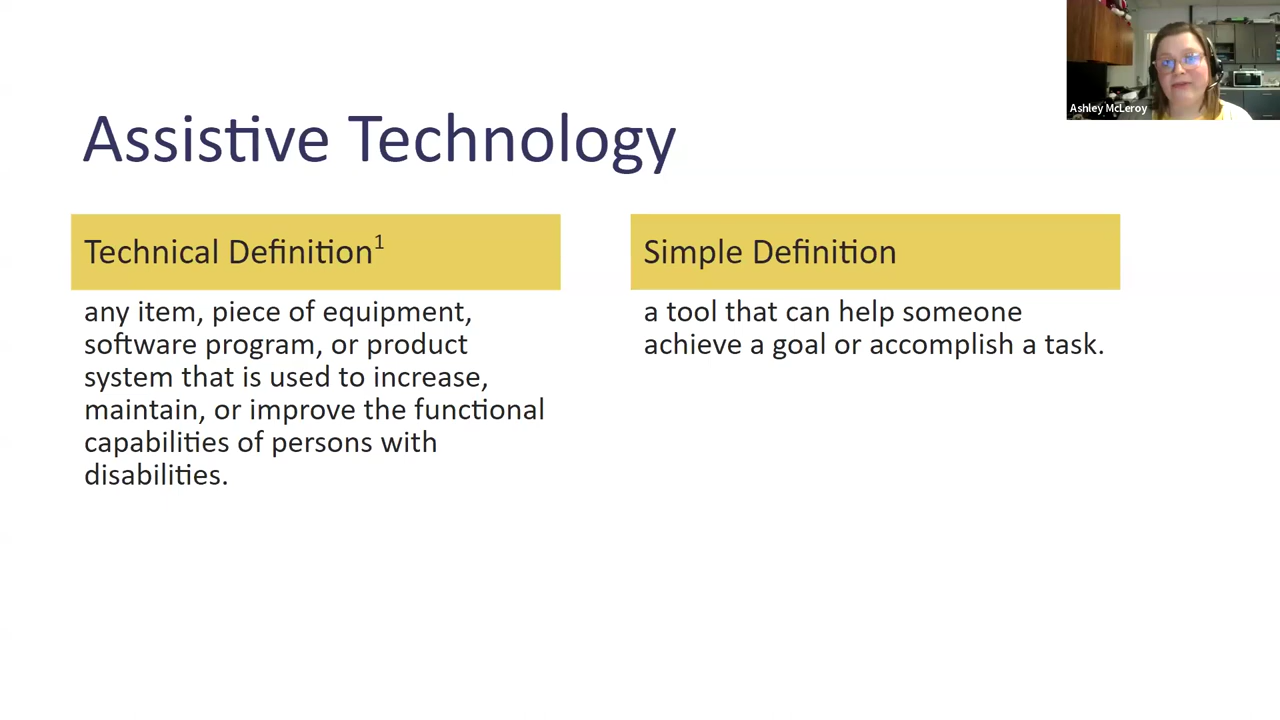 Ashley McLeroy
Assistive Technology
Technical Definition¹
any item, piece of equipment,
software program, or product
system that is used to increase,
maintain, or improve the functional
capabilities of persons with
disabilities.
Simple Definition
a tool that can help someone
achieve a goal or accomplish a task.